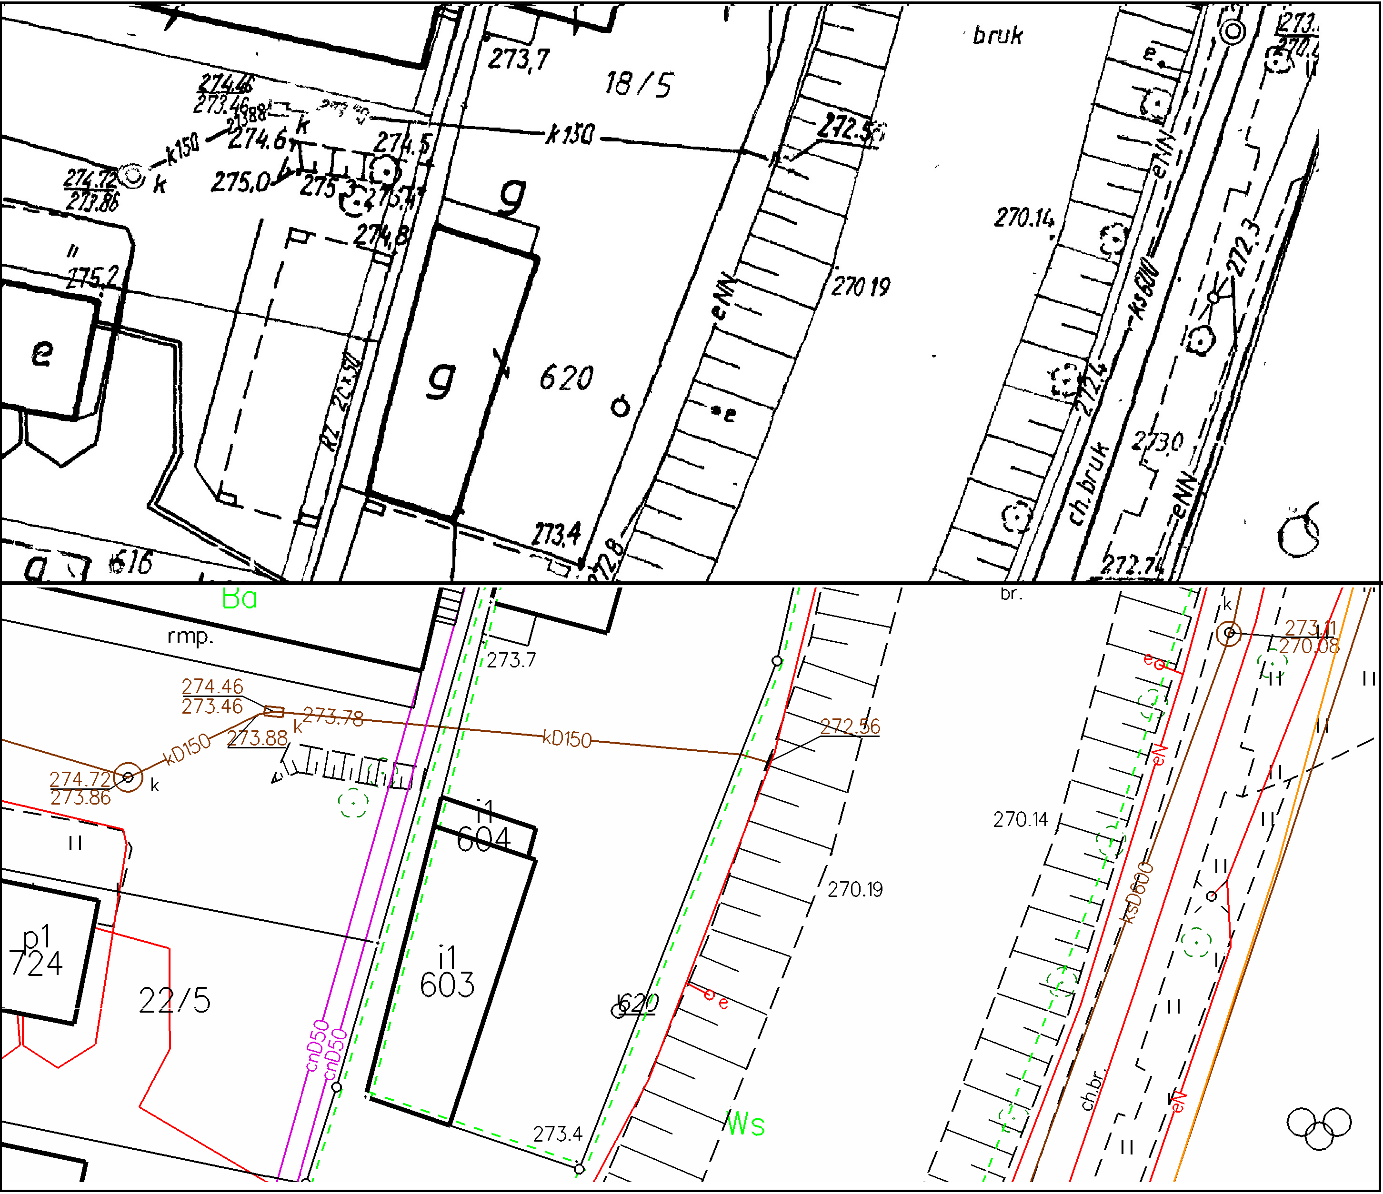 bruk
273,7
18/5
274.46
273.46
k150
k
274.6
274.5
k150
272.56
e
eNN
274.72
273.86
k
275.0
275.3
g
274,8
270.14
272,3
"
275,2
eNN
270.19
ks600
e
g
620
RZ 2Cx50
e
272.4
273,0
ch.bruk
eNN
273.4
272.8
272.74
616
Ba
rmp.
br.
273.7
k
273.11
270.08
274.46
273.46
k
273.78
273.88
kD150
kD150
272.56
e
eN
274.72
273.86
k
i1
604
270.14
270.19
p1
724
i1
603
ksD600
22/5
620
e
cnD50
cnD50
ch.br.
eN
Ws
273.4